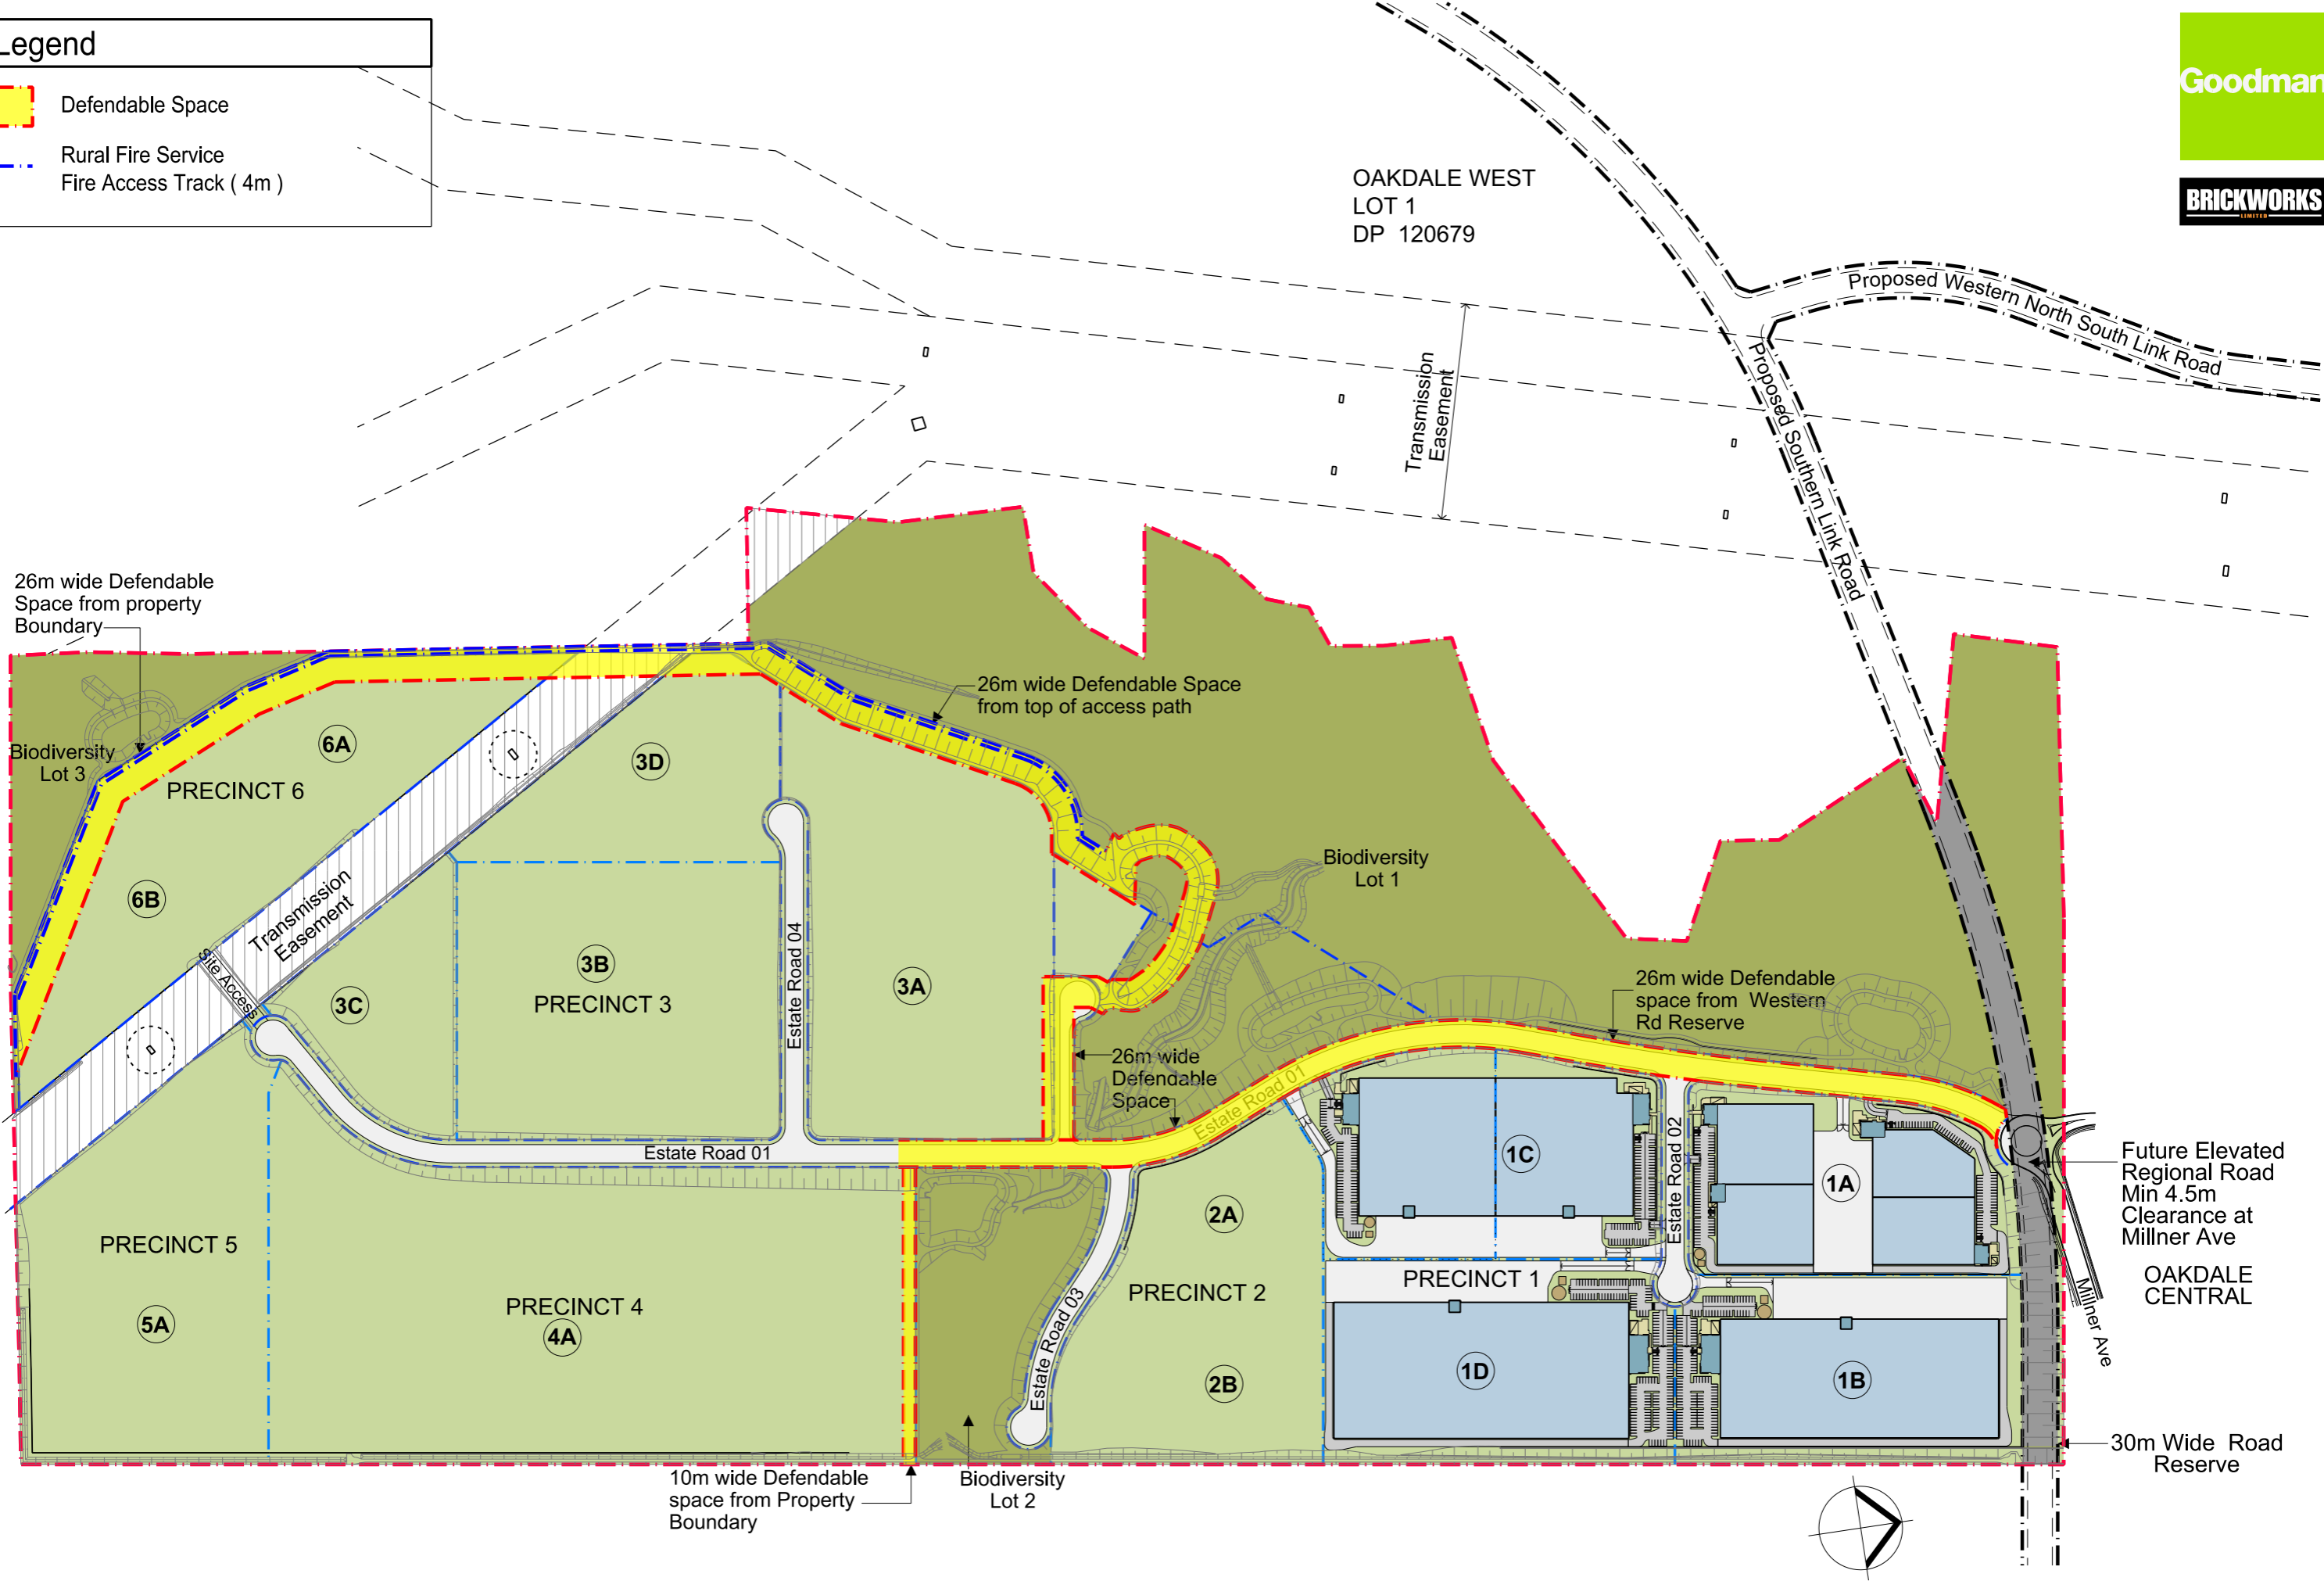 Legend
Defendable Space
Rural Fire Service
Fire Access Track ( 4m )
Goodman
BRICKWORKS
LIMITED
OAKDALE WEST
LOT 1
DP 120679
Proposed Western North South Link Road
Proposed Southern Link Road
Transmission
Easement
26m wide Defendable
Space from property
Boundary
26m wide Defendable Space
from top of access path
Biodiversity
Lot 3
6A
PRECINCT 6
3D
6B
Transmission
Easement
Site Access
3C
3B
PRECINCT 3
Estate Road 04
3A
Biodiversity
Lot 1
26m wide Defendable
space from Western
Rd Reserve
26m wide
Defendable
Space
Estate Road 01
Estate Road 01
1C
Estate Road 02
1A
Future Elevated
Regional Road
Min 4.5m
Clearance at
Millner Ave
OAKDALE
CENTRAL
Millner Ave
PRECINCT 5
5A
PRECINCT 4
4A
2A
PRECINCT 2
2B
Estate Road 03
PRECINCT 1
1D
1B
30m Wide Road
Reserve
10m wide Defendable
space from Property
Boundary
Biodiversity
Lot 2